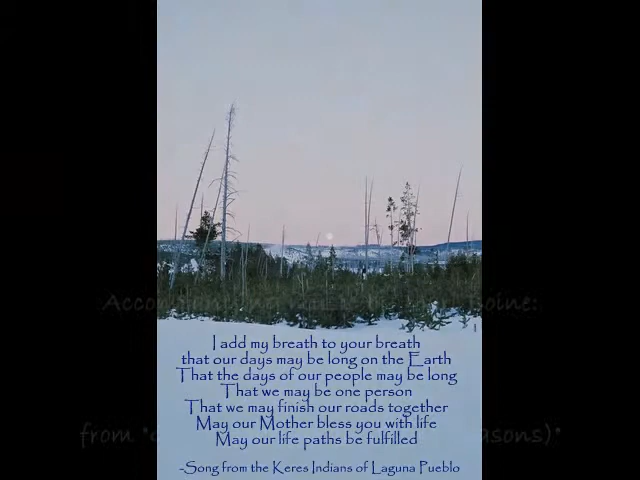 I add my breath to your breath
that our days may be long on the Earth
That the days of our people may be long
That we may be one person
That we may finish our roads together
May our Mother bless you with life
May our life paths be fulfilled
-Song from the Keres Indians of Laguna Pueblo
from